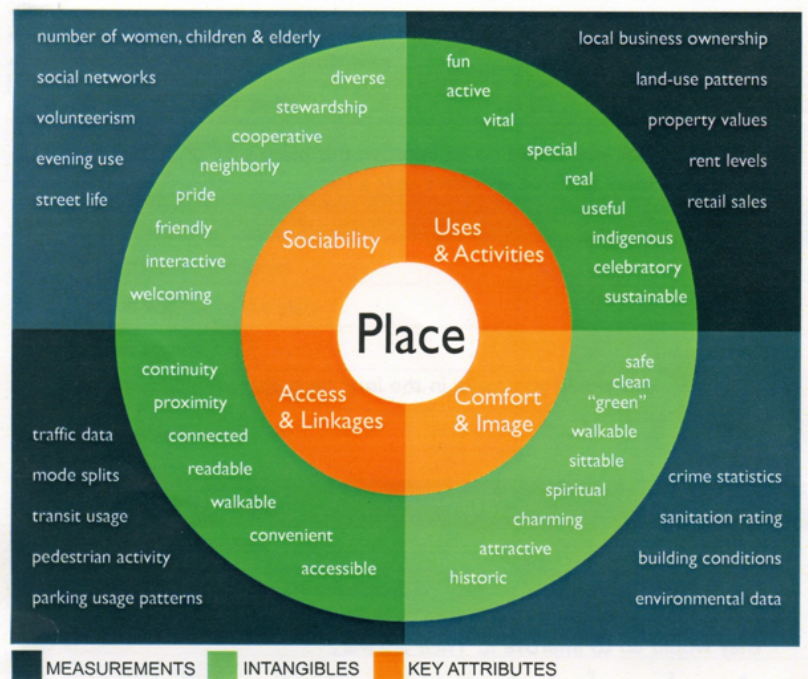 number of women, children & elderly
social networks
volunteerism
evening use
street life
diverse
stewardship
cooperative
neighborly
pride
friendly
interactive
welcoming
Sociability
fun
active
vital
special
real
useful
indigenous
celebratory
sustainable
Uses
& Activities
local business ownership
land-use patterns
property values
rent levels
retail sales
Place
Access
& Linkages
continuity
proximity
connected
readable
walkable
convenient
accessible
traffic data
mode splits
transit usage
pedestrian activity
parking usage patterns
Comfort
& Image
safe
clean
"green"
walkable
sittable
spiritual
charming
attractive
historic
crime statistics
sanitation rating
building conditions
environmental data
MEASUREMENTS
INTANGIBLES
KEY ATTRIBUTES